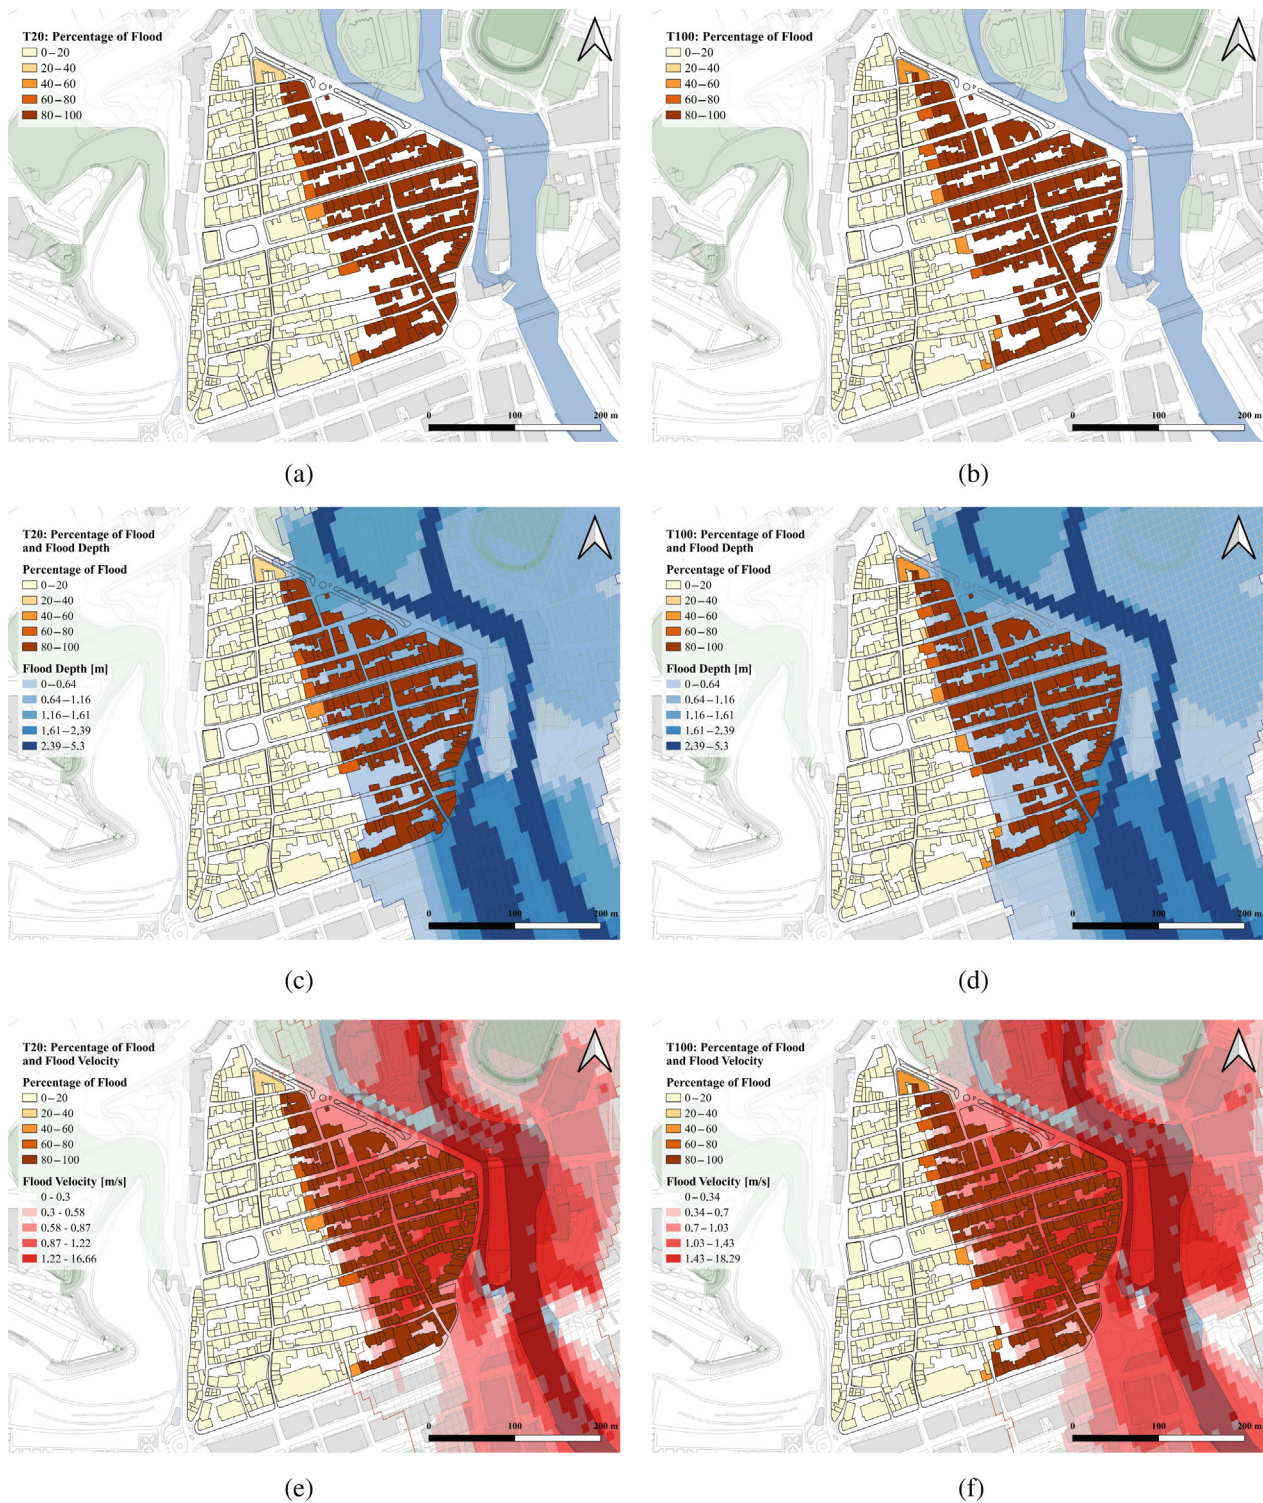 T20: Percentage of Flood
0–20
20–40
40–60
60–80
80–100
0 100 200 m
(a)
T100: Percentage of Flood
0–20
20–40
40–60
60–80
80–100
0 100 200 m
(b)
T20: Percentage of Flood
and Flood Depth
Percentage of Flood
0–20
20–40
40–60
60–80
80–100
Flood Depth [m]
0–0.64
0.64–1.16
1.16–1.61
1,61–2.39
2.39–5.3
0 100 200 m
(c)
T100: Percentage of Flood
and Flood Depth
Percentage of Flood
0–20
20–40
40–60
60–80
80–100
Flood Depth [m]
0–0.64
0.64–1.16
1.16–1.61
1,61–2.39
2.39–5.3
0 100 200 m
(d)
T20: Percentage of Flood
and Flood Velocity
Percentage of Flood
0–20
20–40
40–60
60–80
80–100
Flood Velocity [m/s]
0 - 0.3
0.3 - 0.58
0.58 - 0.87
0.87 - 1.22
1.22 - 16.66
0 100 200 m
(e)
T100: Percentage of Flood
and Flood Velocity
Percentage of Flood
0–20
20–40
40–60
60–80
80–100
Flood Velocity [m/s]
0–0.34
0.34–0.7
0.7–1.03
1.03–1,43
1.43–18.29
0 100 200 m
(f)